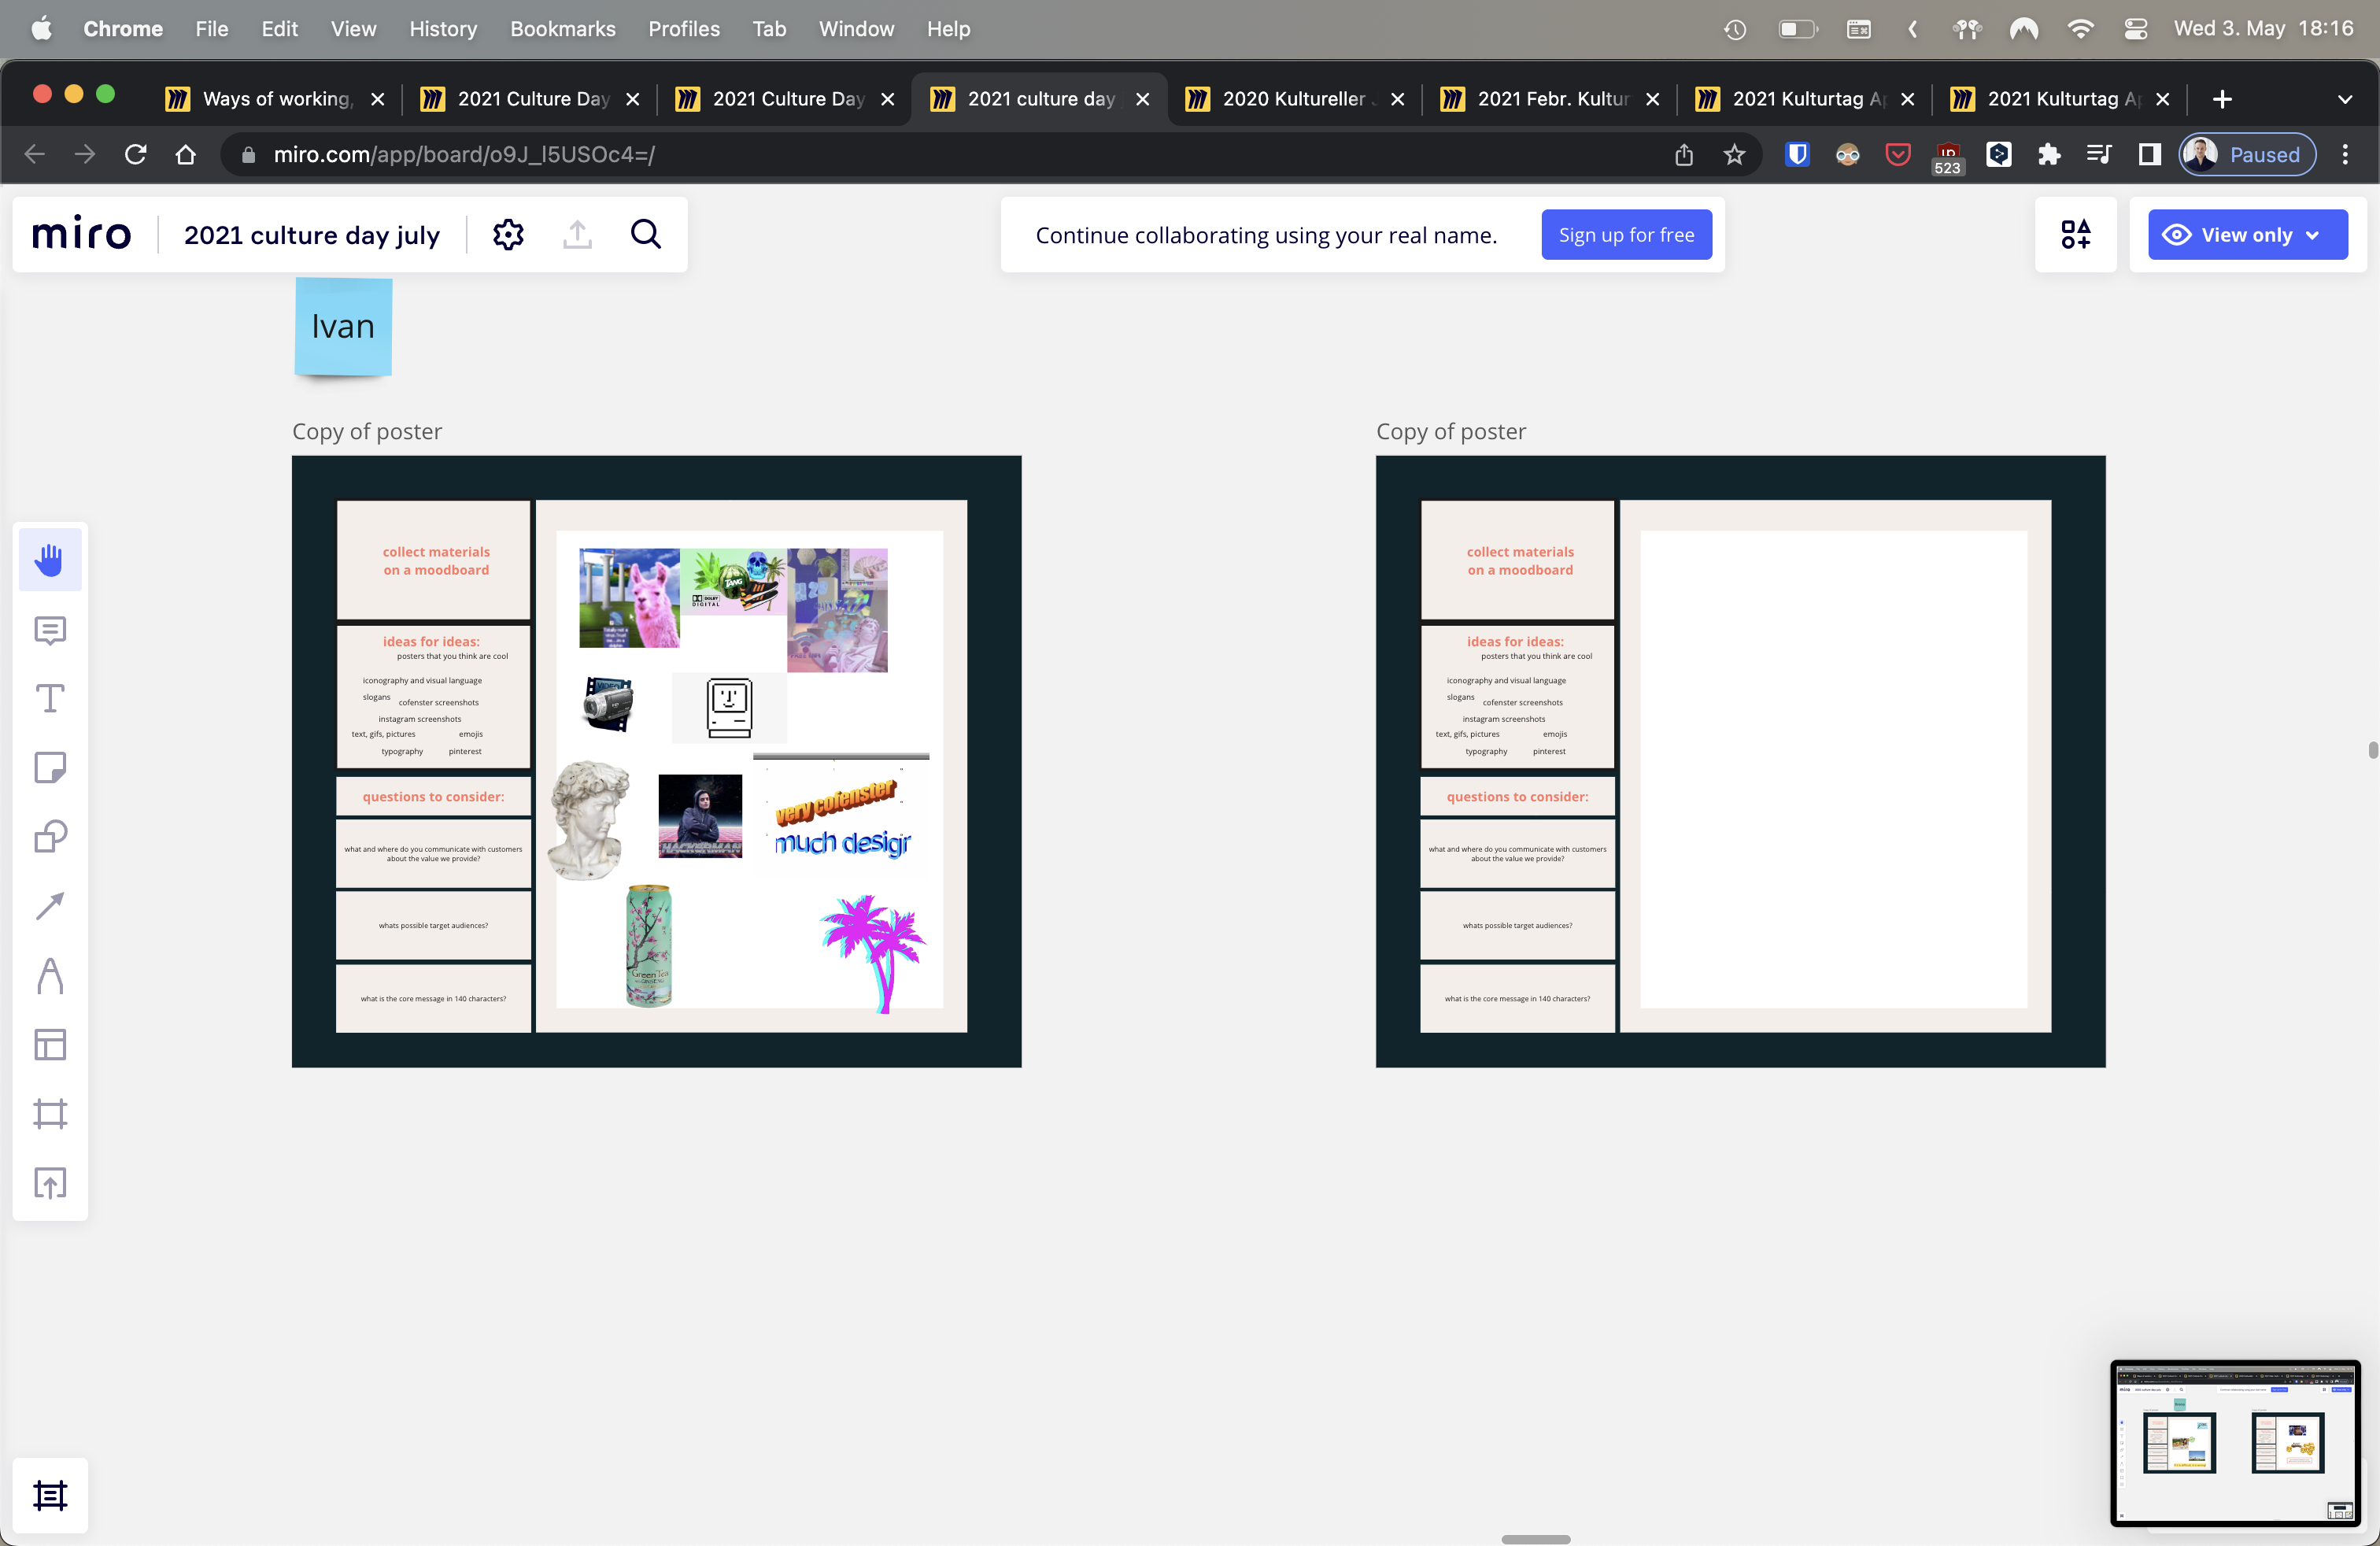 Chrome File Edit View History Bookmarks Profiles Tab Window Help Wed 3. May 18:16
Ways of working, 2021 Culture Day 2021 Culture Day 2021 culture day 2020 Kultureller 2021 Febr. Kultur 2021 Kulturtag Ap 2021 Kulturtag Ap
miro.com/app/board/o9J_l5USOc4=/ 523 Paused
miro 2021 culture day july Continue collaborating using your real name. Sign up for free View only
Ivan
Copy of poster
collect materials
on a moodboard
ideas for ideas:
posters that you think are cool
iconography and visual language
slogans
cofenster screenshots
instagram screenshots
text, gifs, pictures emojis
typography pinterest
questions to consider:
what and where do you communicate with customers
about the value we provide?
whats possible target audiences?
what is the core message in 140 characters?
TANG
DOLBY
DIGITAL
VIDEO
HACKERMAN
very cofenster
much design
Green Tea
Copy of poster
collect materials
on a moodboard
ideas for ideas:
posters that you think are cool
iconography and visual language
slogans
cofenster screenshots
instagram screenshots
text, gifs, pictures emojis
typography pinterest
questions to consider:
what and where do you communicate with customers
about the value we provide?
whats possible target audiences?
what is the core message in 140 characters?